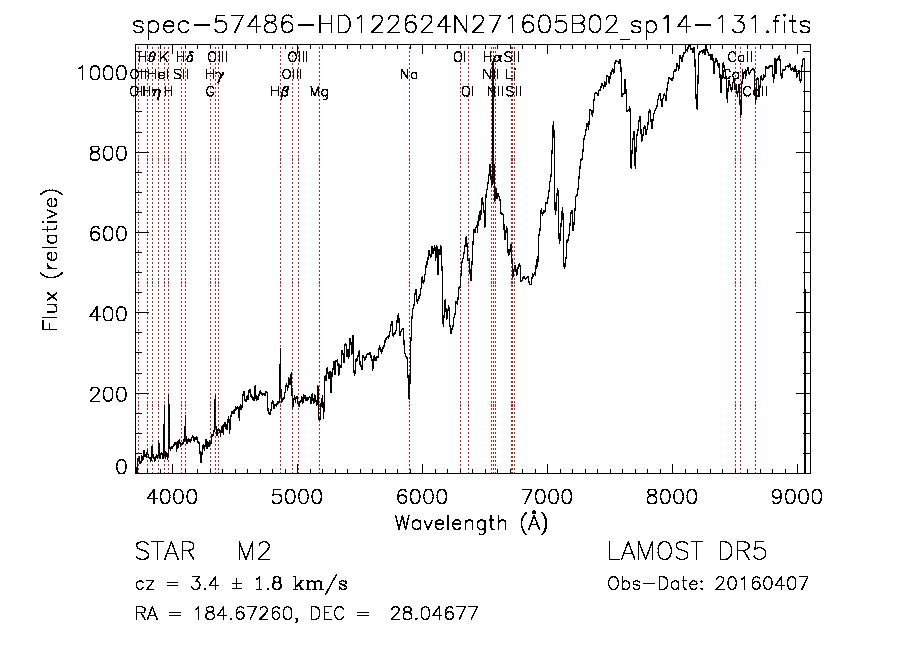 spec-57486-HD122624N271605B02_sp14-131.fits
Hθ K Hδ OIII OIII OI Hα SII CaII
OII HeI SII Hγ OIII Na NII Li CaII
OII Hη H G Hβ Mg OI NII SII CaII
1000
800
600
400
200
0
Flux (relative)
4000 5000 6000 7000 8000 9000
Wavelength (Å)
STAR M2 LAMOST DR5
cz = 3.4 ± 1.8 km/s Obs-Date: 20160407
RA = 184.67260, DEC = 28.04677